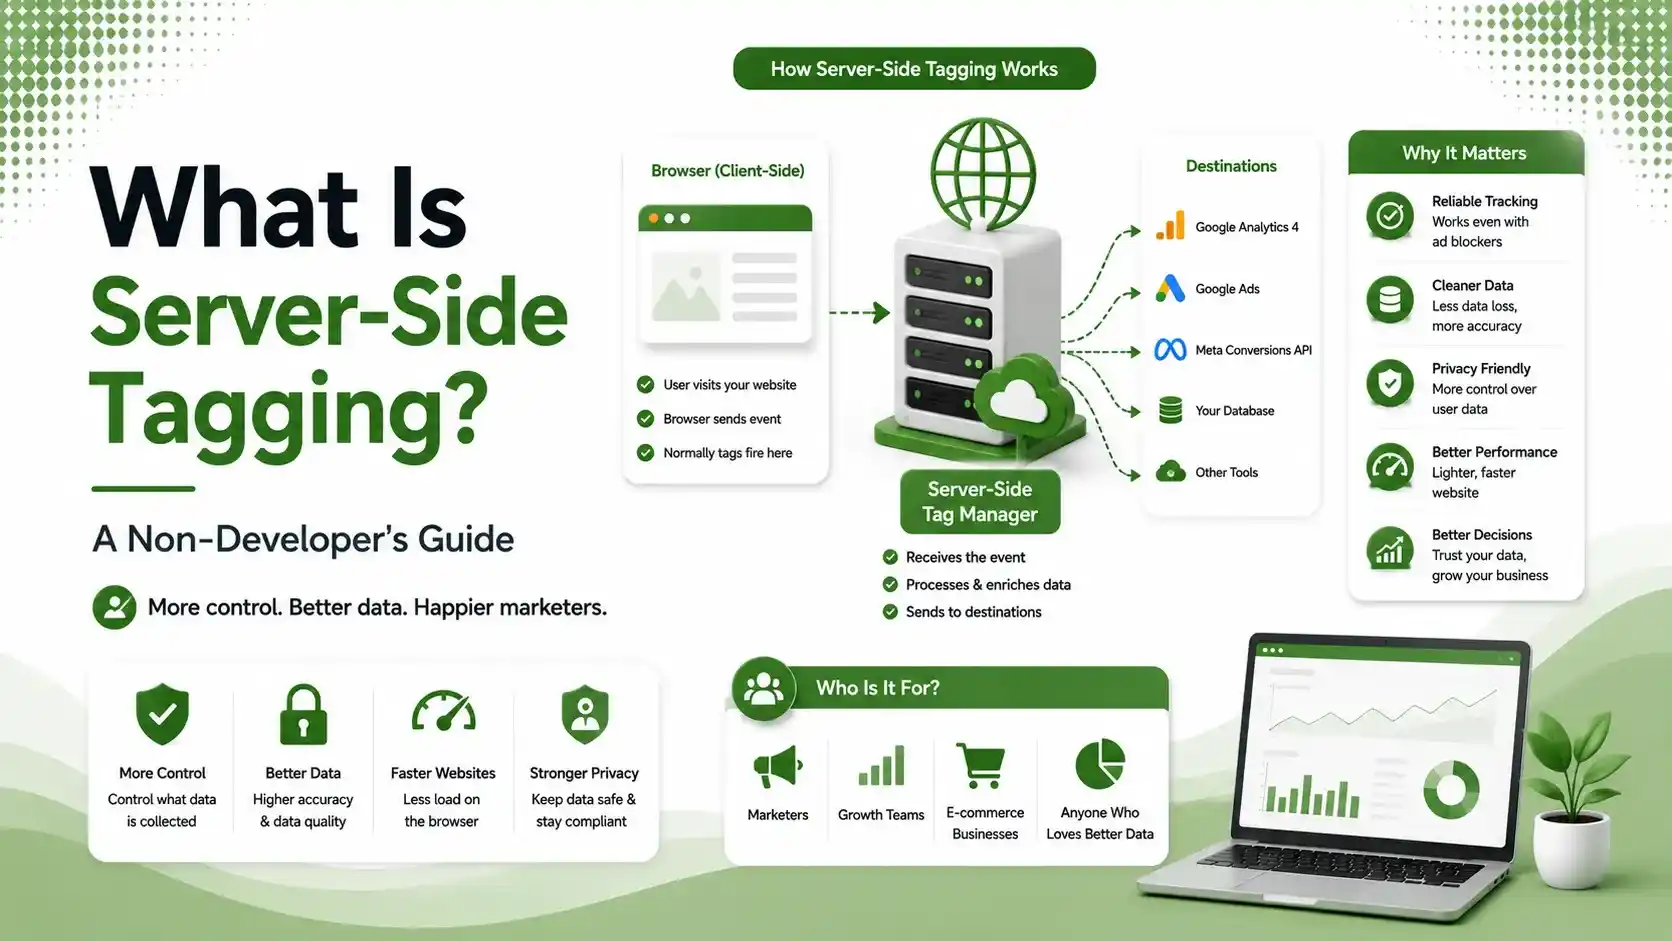 What Is
Server-Side
Tagging?
A Non-Developer's Guide
More control. Better data. Happier marketers.
More Control
Control what data
is collected
Better Data
Higher accuracy
& data quality
Faster Websites
Less load on
the browser
Stronger Privacy
Keep data safe &
stay compliant
How Server-Side Tagging Works
Browser (Client-Side)
User visits your website
Browser sends event
Normally tags fire here
Server-Side
Tag Manager
Receives the event
Processes & enriches data
Sends to destinations
Destinations
Google Analytics 4
Google Ads
Meta Conversions API
Your Database
Other Tools
Why It Matters
Reliable Tracking
Works even with
ad blockers
Cleaner Data
Less data loss,
more accuracy
Privacy Friendly
More control over
user data
Better Performance
Lighter, faster
website
Better Decisions
Trust your data,
grow your business
Who Is It For?
Marketers
Growth Teams
E-commerce
Businesses
Anyone Who
Loves Better Data